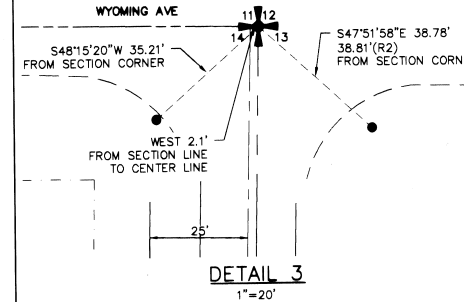 WYOMING AVE
11 12
14 13
S48°15'20"W 35.21'
FROM SECTION CORNER
S47°51'58"E 38.78'
38.81'(R2)
FROM SECTION CORN
WEST 2.1'
FROM SECTION LINE
TO CENTER LINE
25'
DETAIL 3
1"=20'